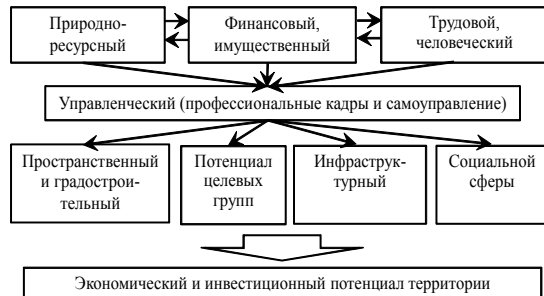 Природно-
ресурсный
Финансовый,
имущественный
Трудовой,
человеческий
Управленческий (профессиональные кадры и самоуправление)
Пространственный
и градострои-
тельный
Потенциал
целевых
групп
Инфраструк-
турный
Социальной
сферы
Экономический и инвестиционный потенциал территории